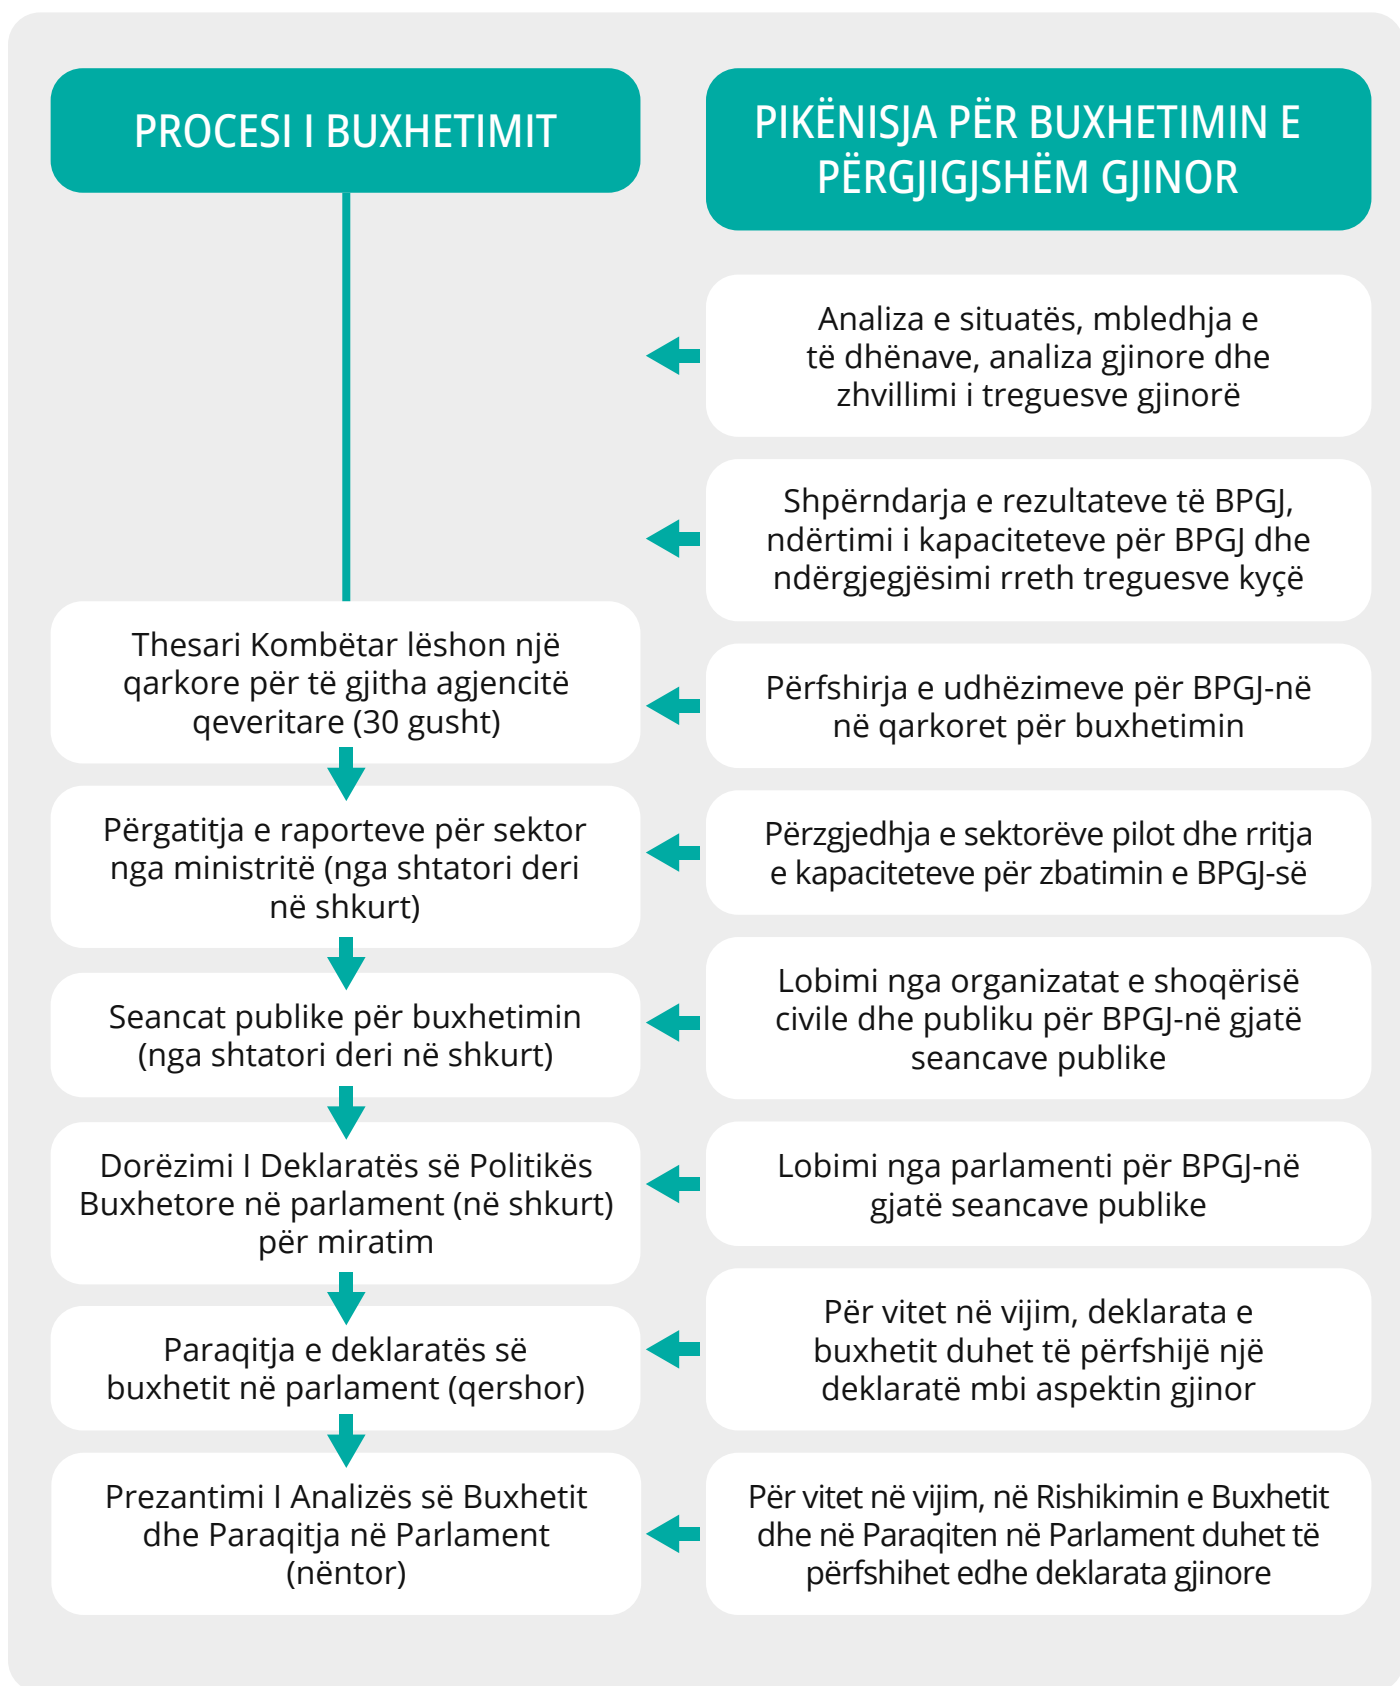 PROCESI I BUXHETIMIT
PIKËNISJA PËR BUXHETIMIN E
PËRGJIGJSHËM GJINOR
Analiza e situatës, mbledhja e
të dhënave, analiza gjinore dhe
zhvillimi i treguesve gjinorë
Shpërndarja e rezultateve të BPGJ,
ndërtimi i kapaciteteve për BPGJ dhe
ndërgjegjësimi rreth treguesve kyçë
Thesari Kombëtar lëshon një
qarkore për të gjitha agjencitë
qeveritare (30 gusht)
Përfshirja e udhëzimeve për BPGJ-në
në qarkoret për buxhetimin
Përgatitja e raporteve për sektor
nga ministritë (nga shtatori deri
në shkurt)
Përzgjedhja e sektorëve pilot dhe rritja
e kapaciteteve për zbatimin e BPGJ-së
Seancat publike për buxhetimin
(nga shtatori deri në shkurt)
Lobimi nga organizatat e shoqërisë
civile dhe publiku për BPGJ-në gjatë
seancave publike
Dorëzimi I Deklaratës së Politikës
Buxhetore në parlament (në shkurt)
për miratim
Lobimi nga parlamenti për BPGJ-në
gjatë seancave publike
Paraqitja e deklaratës së
buxhetit në parlament (qershor)
Për vitet në vijim, deklarata e
buxhetit duhet të përfshijë një
deklaratë mbi aspektin gjinor
Prezantimi I Analizës së Buxhetit
dhe Paraqitja në Parlament
(nëntor)
Për vitet në vijim, në Rishikimin e Buxhetit
dhe në Paraqiten në Parlament duhet të
përfshihet edhe deklarata gjinore